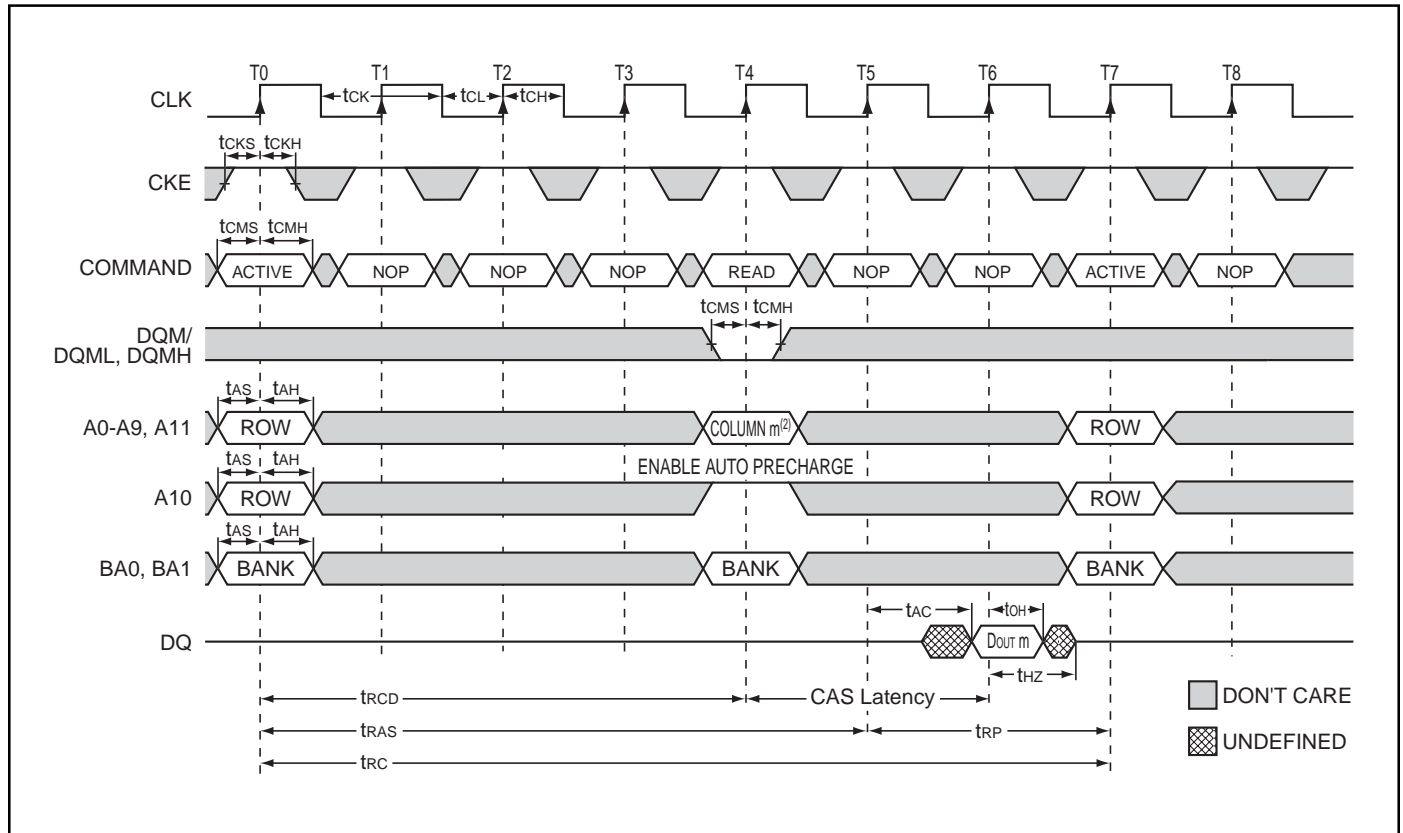 T0 T1 T2 T3 T4 T5 T6 T7 T8
CLK
tCK tCL tCH
tCKS tCKH
CKE
tCMS tCMH
COMMAND ACTIVE NOP NOP NOP READ NOP NOP ACTIVE NOP
tCMS tCMH
DQM/
DQML, DQMH
tAS tAH
A0-A9, A11 ROW COLUMN m(2) ROW
tAS tAH ENABLE AUTO PRECHARGE
A10 ROW ROW
tAS tAH
BA0, BA1 BANK BANK BANK
tAC tOH
DQ DOUT m
tHZ
tRCD CAS Latency
DON'T CARE
tRAS tRP
UNDEFINED
tRC